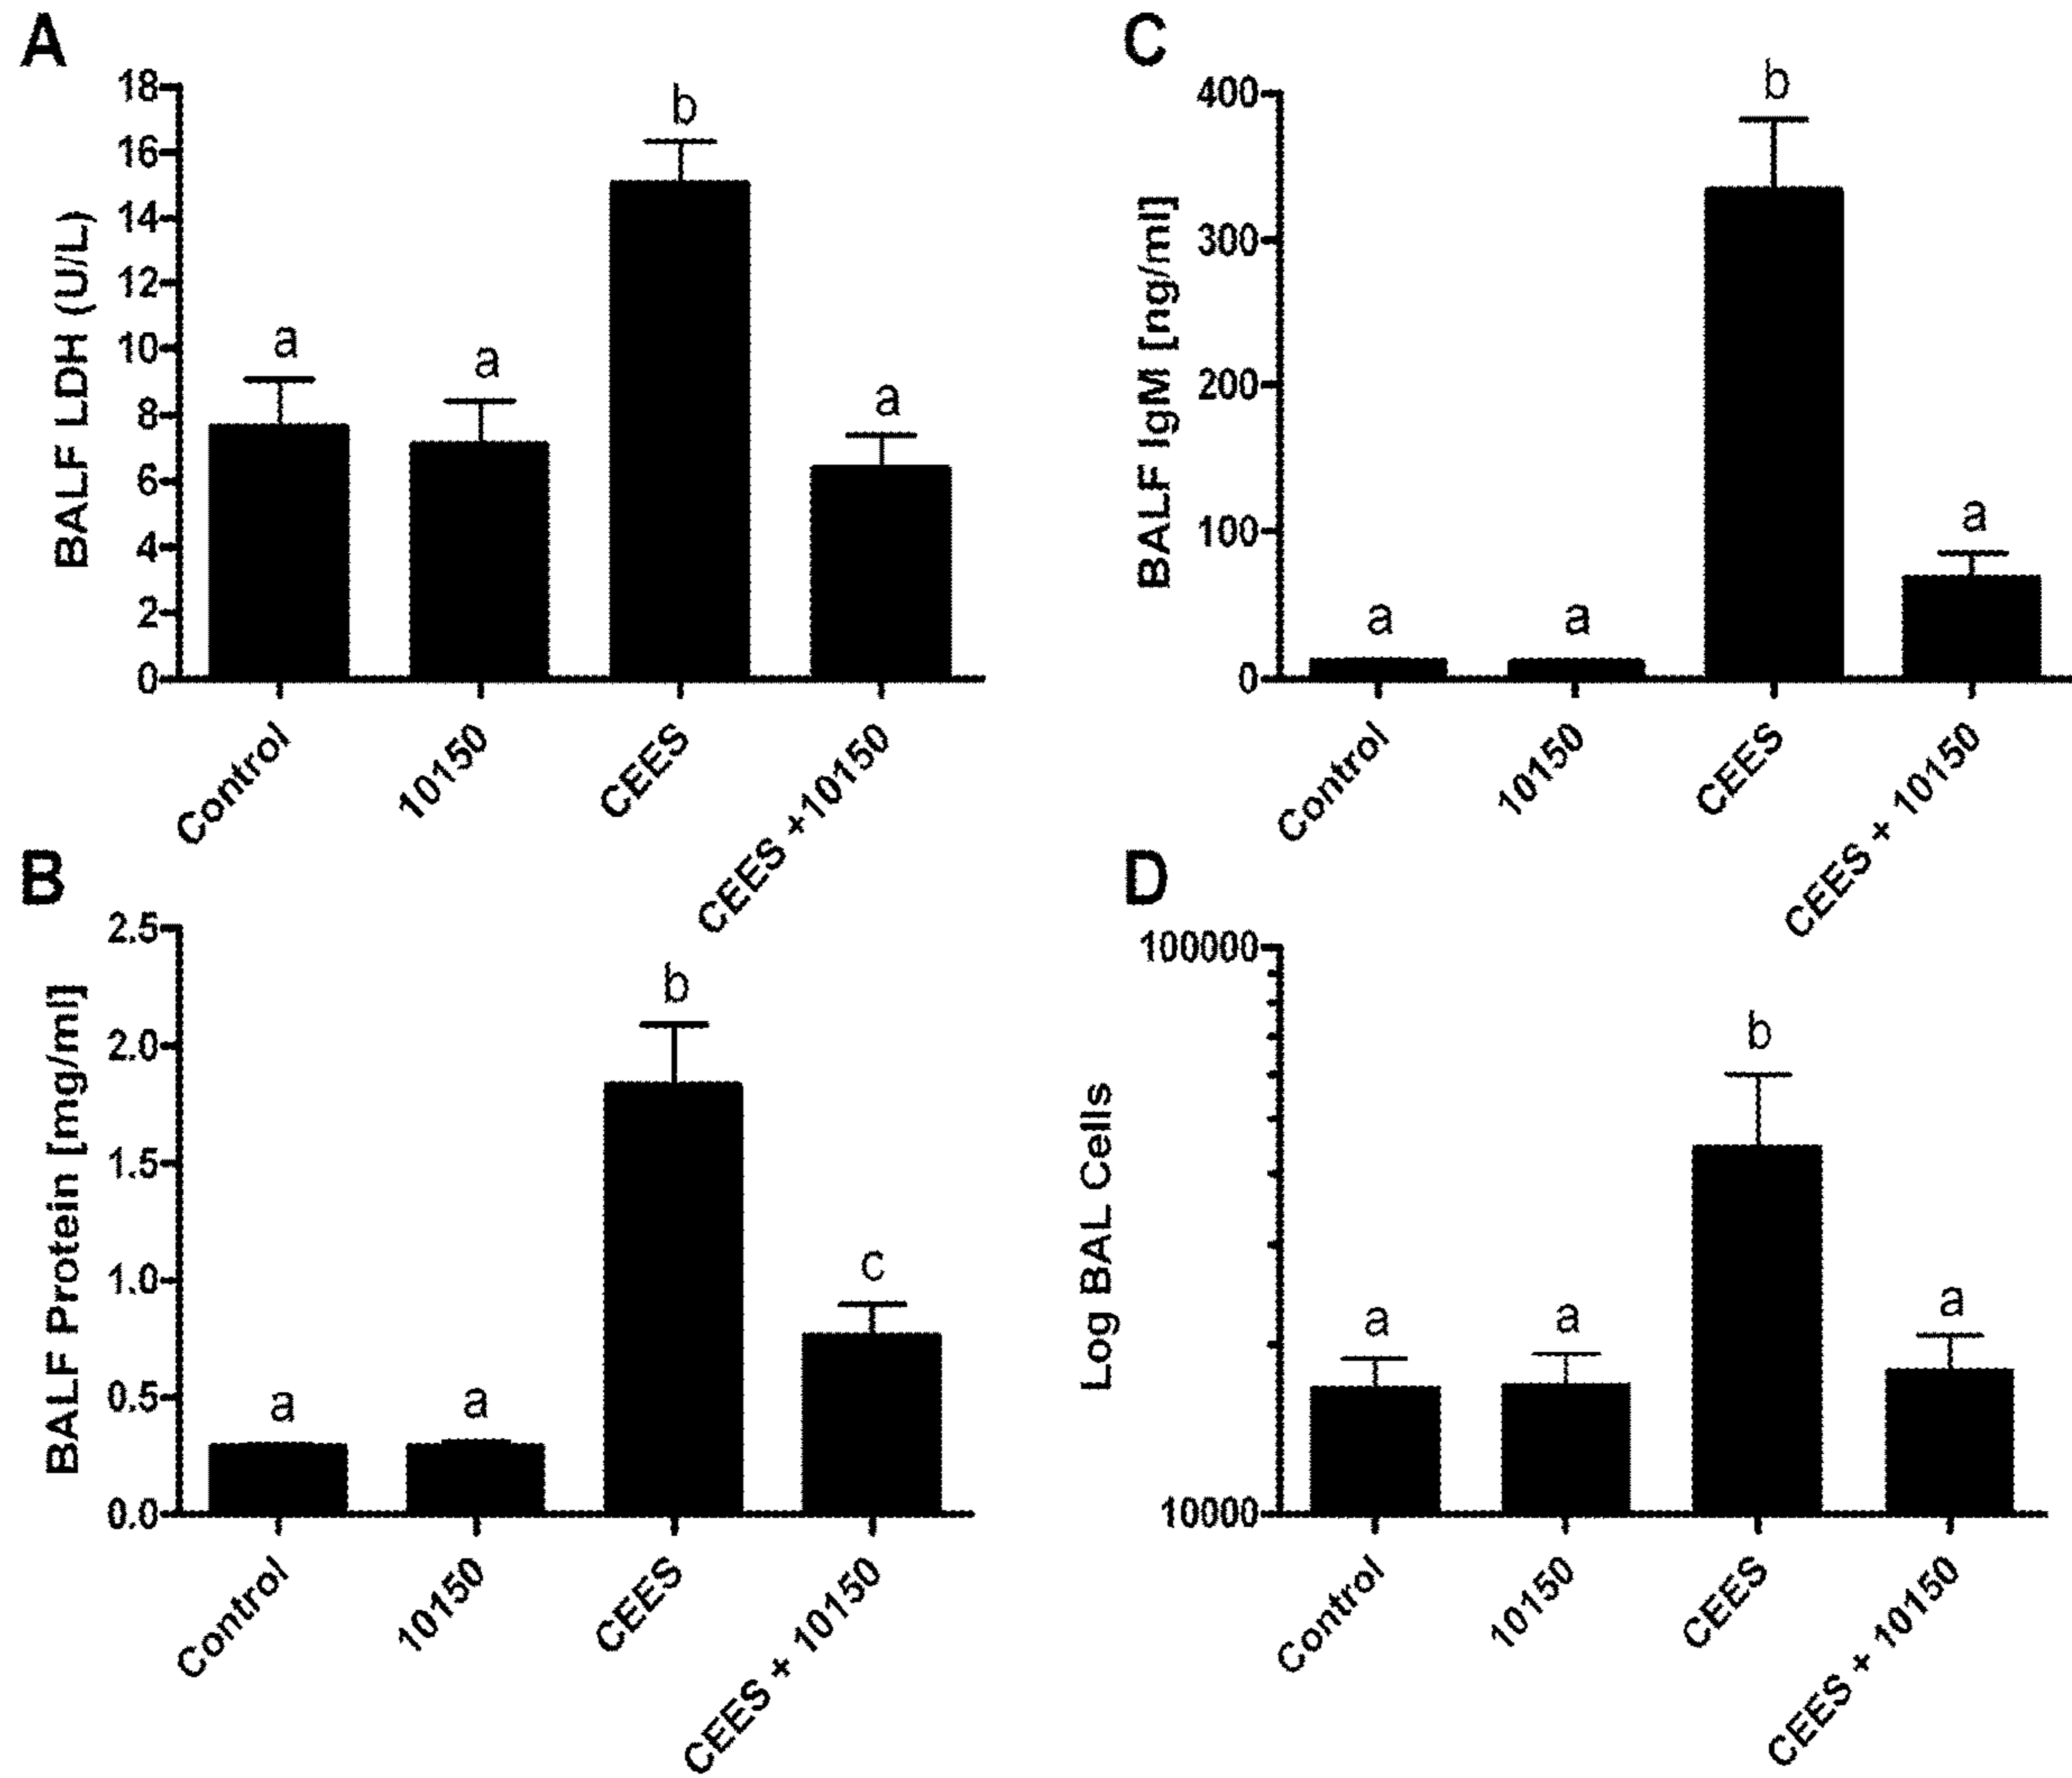 A
BALF LDH (U/L)
18
16
14
12
10
8
6
4
2
0
a
a
b
a
Control
10150
CEES
CEES +10150
B
BALF Protein [mg/ml]
2.5
2.0
1.5
1.0
0.5
0.0
a
a
b
c
Control
10150
CEES
CEES + 10150
C
BALF IgM [ng/ml]
400
300
200
100
0
a
a
b
a
Control
10150
CEES
CEES + 10150
D
Log BAL Cells
100000
10000
a
a
b
a
Control
10150
CEES
CEES + 10150